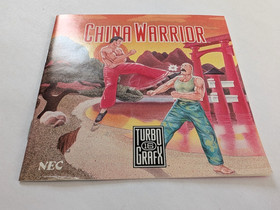 CHINA WARRIOR
TURBO
16
GRAFX
NEC